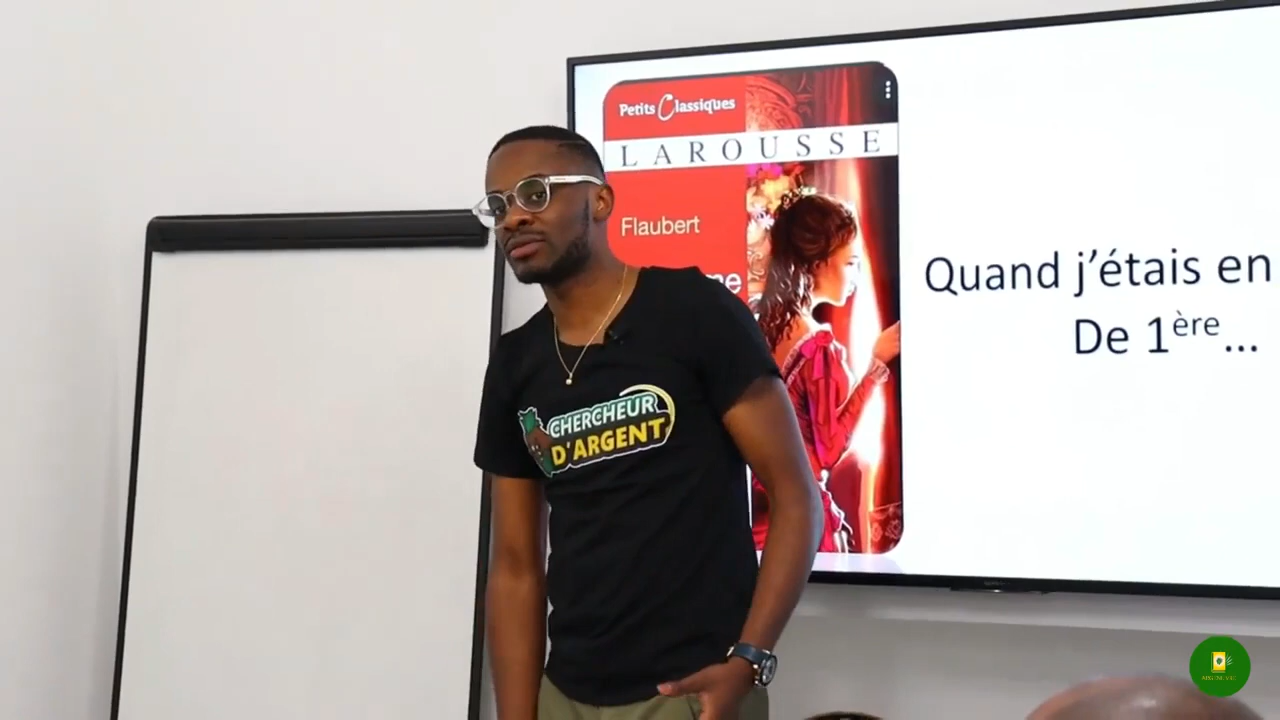 Petits Classiques
LAROUSSE
Flaubert
Quand j'étais en
De 1ère...
CHERCHEUR
D'ARGENT